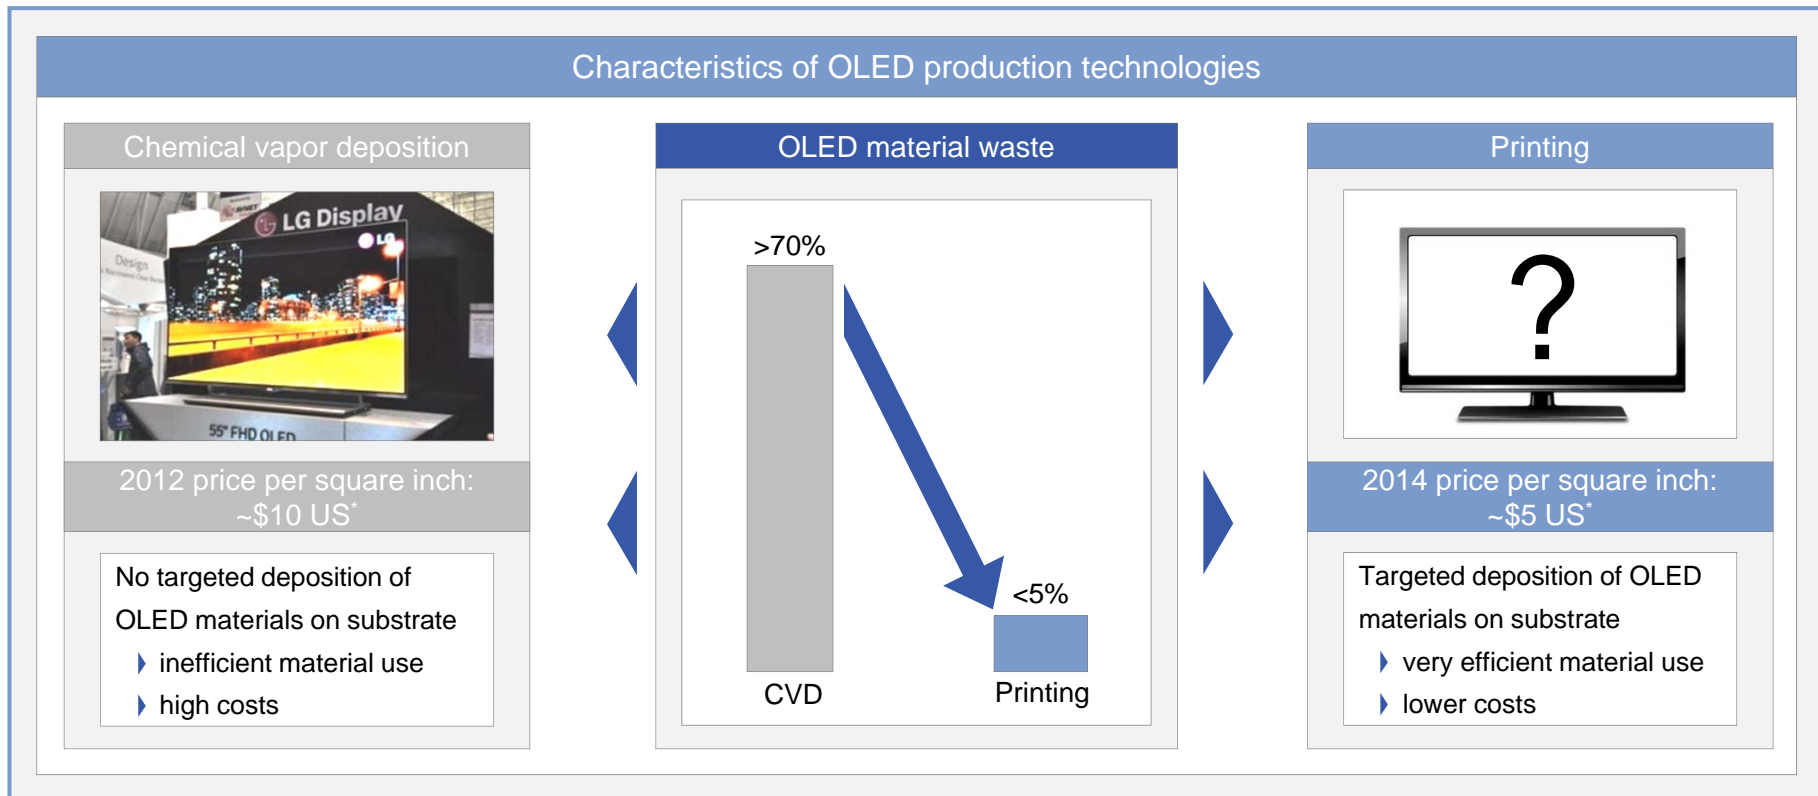 Characteristics of OLED production technologies
Chemical vapor deposition
LG Display
LG
Design
55" FHD OLED
2012 price per square inch:
~$10 US*
No targeted deposition of
OLED materials on substrate
inefficient material use
high costs
OLED material waste
>70%
<5%
CVD
Printing
Printing
?
2014 price per square inch:
~$5 US*
Targeted deposition of OLED
materials on substrate
very efficient material use
lower costs